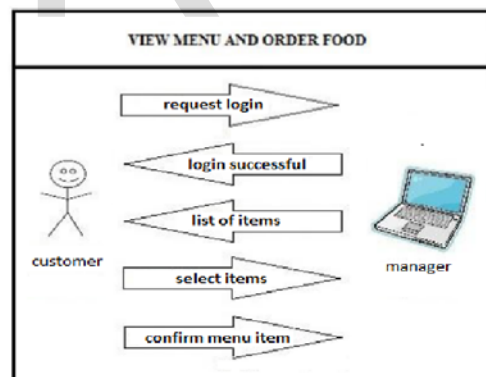 VIEW MENU AND ORDER FOOD
request login
login successful
list of items
customer
manager
select items
confirm menu item